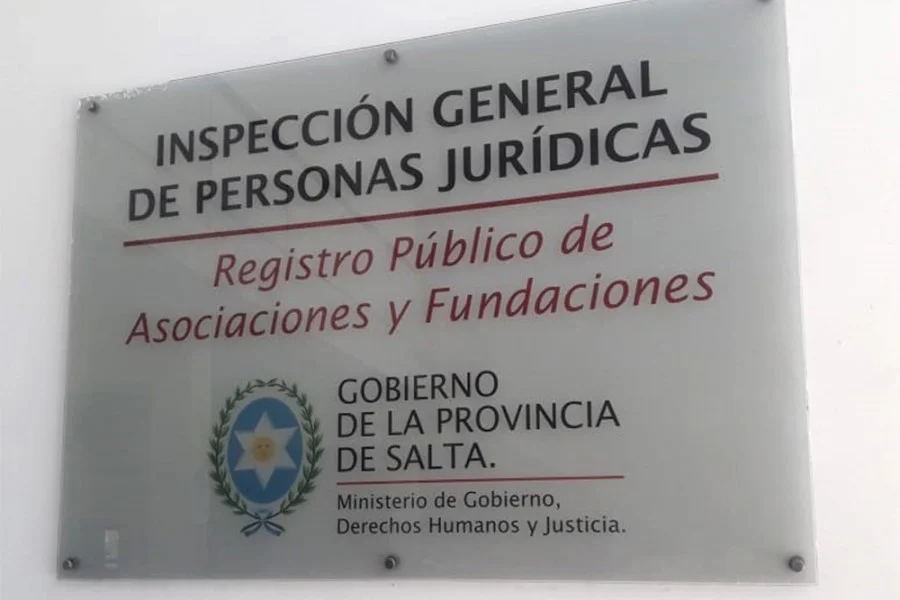 INSPECCIÓN GENERAL
DE PERSONAS JURÍDICAS
Registro Público de
Asociaciones y Fundaciones
GOBIERNO
DE LA PROVINCIA
DE SALTA.
Ministerio de Gobierno,
Derechos Humanos y Justicia.